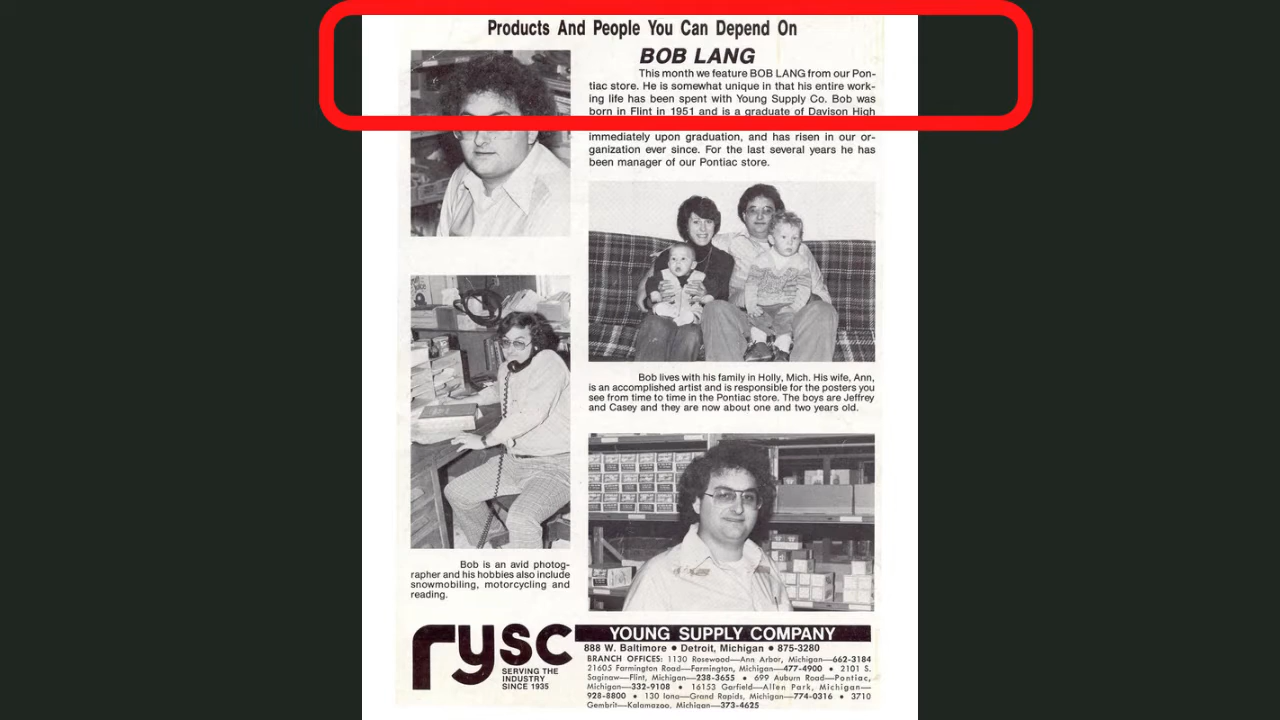 Products And People You Can Depend On
BOB LANG
This month we feature BOB LANG from our Pon-
tiac store. He is somewhat unique in that his entire work-
ing life has been spent with Young Supply Co. Bob was
born in Flint in 1951 and is a graduate of Davison High
immediately upon graduation, and has risen in our or-
ganization ever since. For the last several years he has
been manager of our Pontiac store.
Bob lives with his family in Holly, Mich. His wife, Ann,
is an accomplished artist and is responsible for the posters you
see from time to time in the Pontiac store. The boys are Jeffrey
and Casey and they are now about one and two years old.
Bob is an avid photog-
rapher and his hobbies also include
snowmobiling, motorcycling and
reading.
rysc
SERVING THE
INDUSTRY
SINCE 1935
YOUNG SUPPLY COMPANY
888 W. Baltimore ● Detroit, Michigan ● 875-3280
BRANCH OFFICES: 1130 Rosewood—Ann Arbor, Michigan—662-3184
21605 Farmington Road—Farmington, Michigan—477-4900 • 2101 S.
Saginaw—Flint, Michigan—238-3655 • 699 Auburn Road—Pontiac,
Michigan—332-9108 • 16153 Garfield—Allen Park, Michigan—
928-8800 • 130 Iona—Grand Rapids, Michigan—774-0316 • 3710
Gembrit—Kalamazoo, Michigan—373-4625